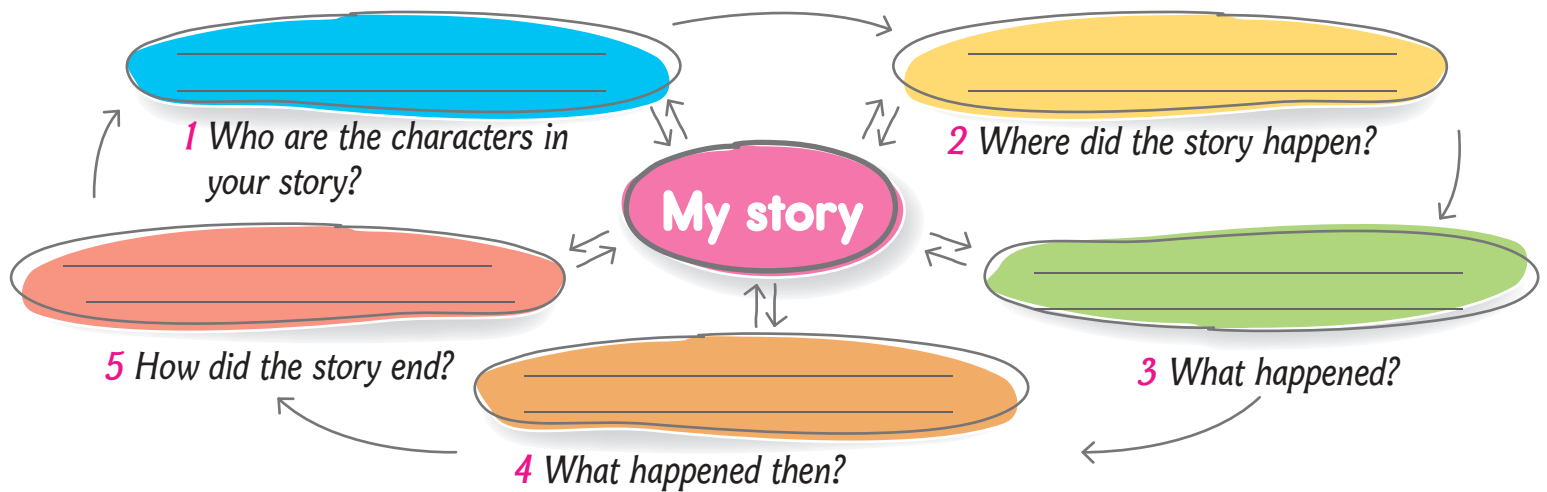 1 Who are the characters in
your story?
2 Where did the story happen?
My story
3 What happened?
4 What happened then?
5 How did the story end?